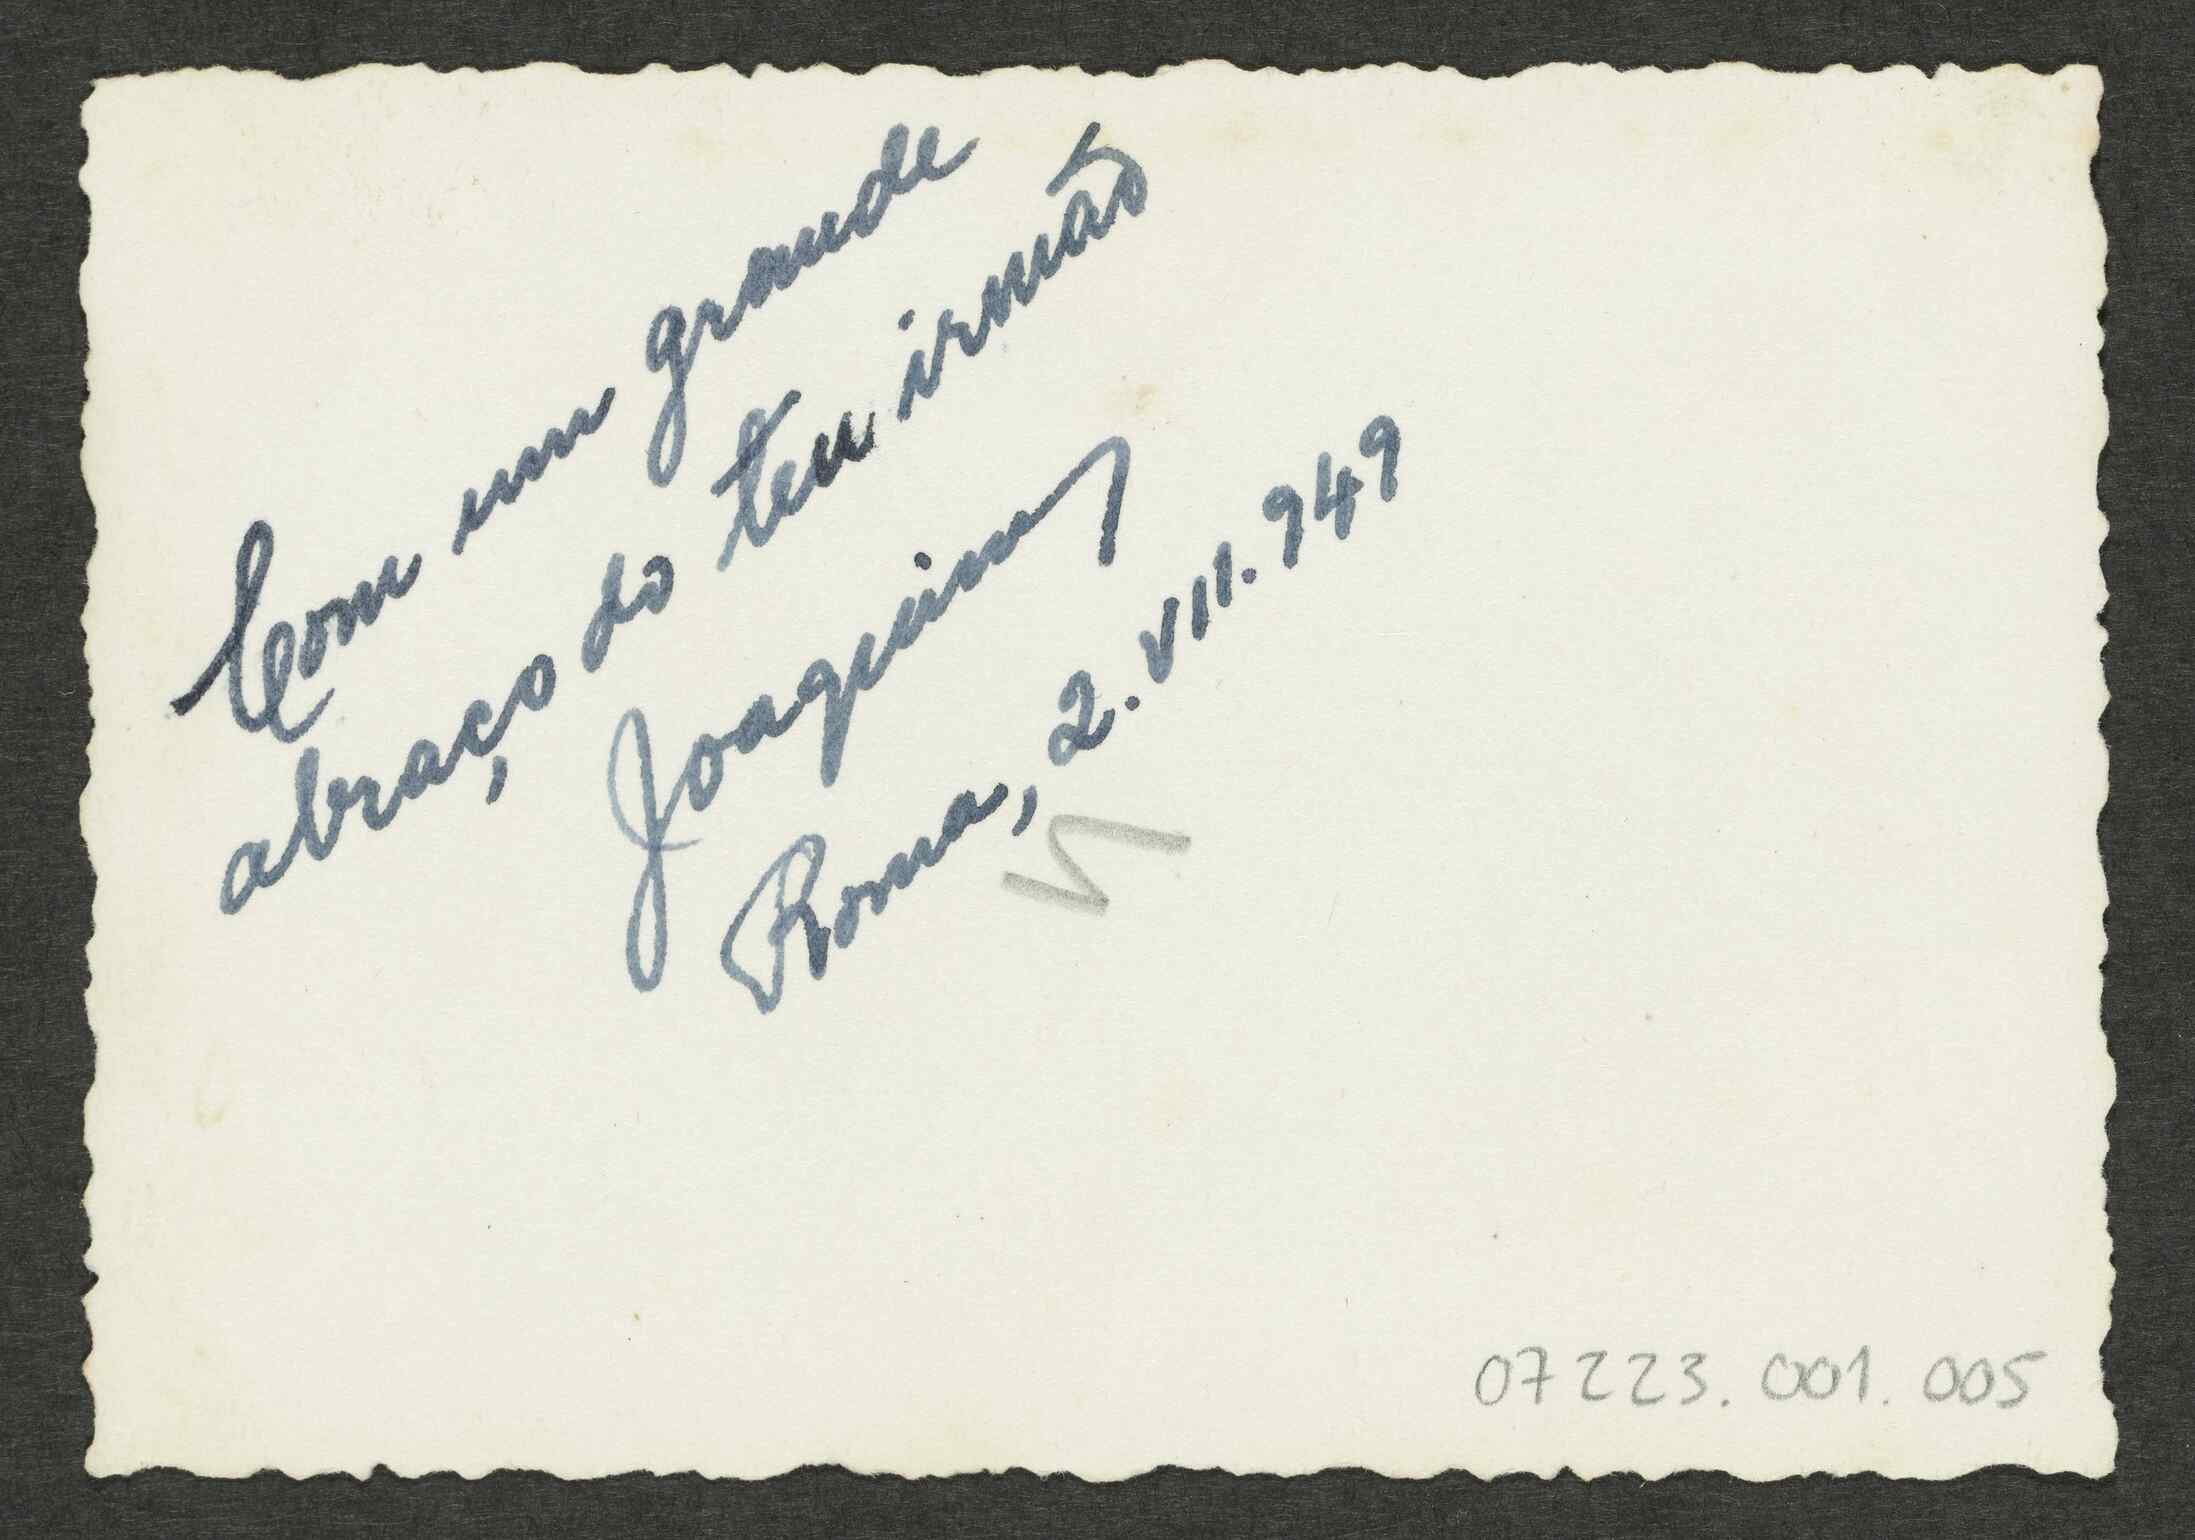 Com um grande
abraço do teu irmão
Joaquim
Roma, 2.VII.949
07223.001.005